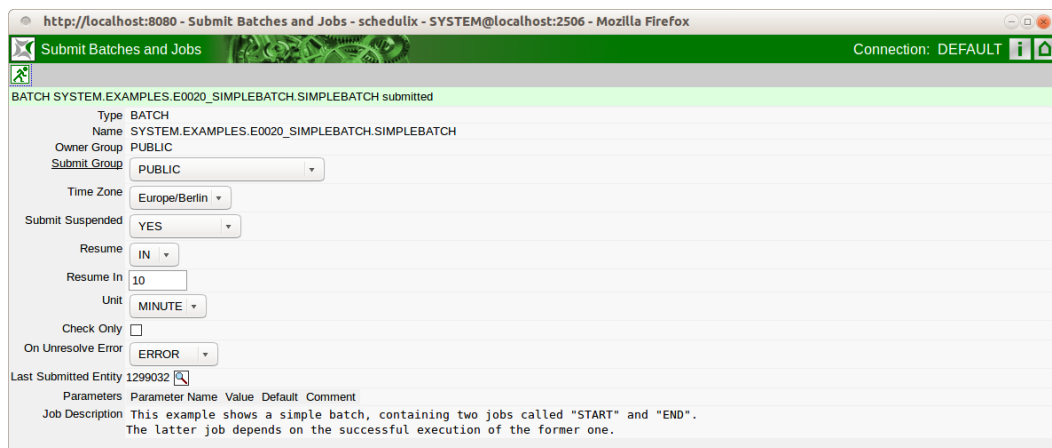 http://localhost:8080 - Submit Batches and Jobs - schedulix - SYSTEM@localhost:2506 - Mozilla Firefox
Submit Batches and Jobs Connection: DEFAULT
BATCH SYSTEM.EXAMPLES.E0020_SIMPLEBATCH.SIMPLEBATCH submitted
Type BATCH
Name SYSTEM.EXAMPLES.E0020_SIMPLEBATCH.SIMPLEBATCH
Owner Group PUBLIC
Submit Group PUBLIC
Time Zone Europe/Berlin
Submit Suspended YES
Resume IN
Resume In 10
Unit MINUTE
Check Only
On Unresolve Error ERROR
Last Submitted Entity 1299032
Parameters Parameter Name Value Default Comment
Job Description This example shows a simple batch, containing two jobs called "START" and "END".
The latter job depends on the successful execution of the former one.